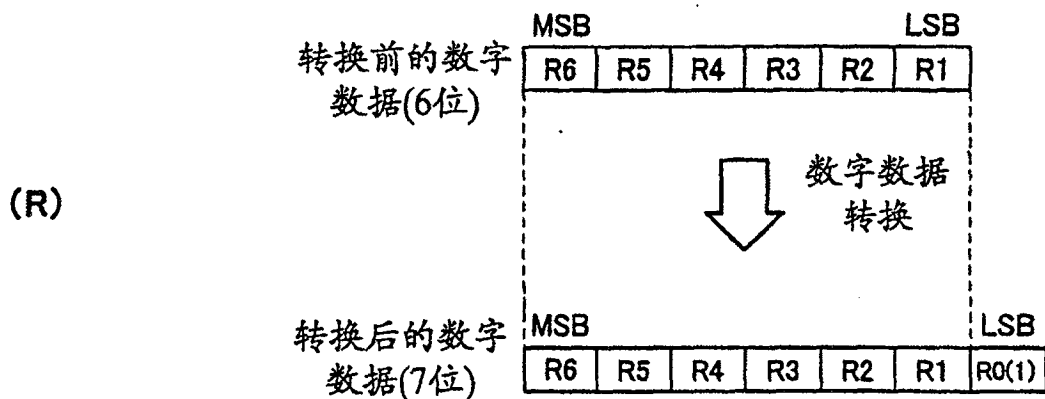 MSB LSB
转换前的数字
数据(6位)
R6 R5 R4 R3 R2 R1
(R)
数字数据
转换
转换后的数字
数据(7位)
MSB LSB
R6 R5 R4 R3 R2 R1 R0(1)